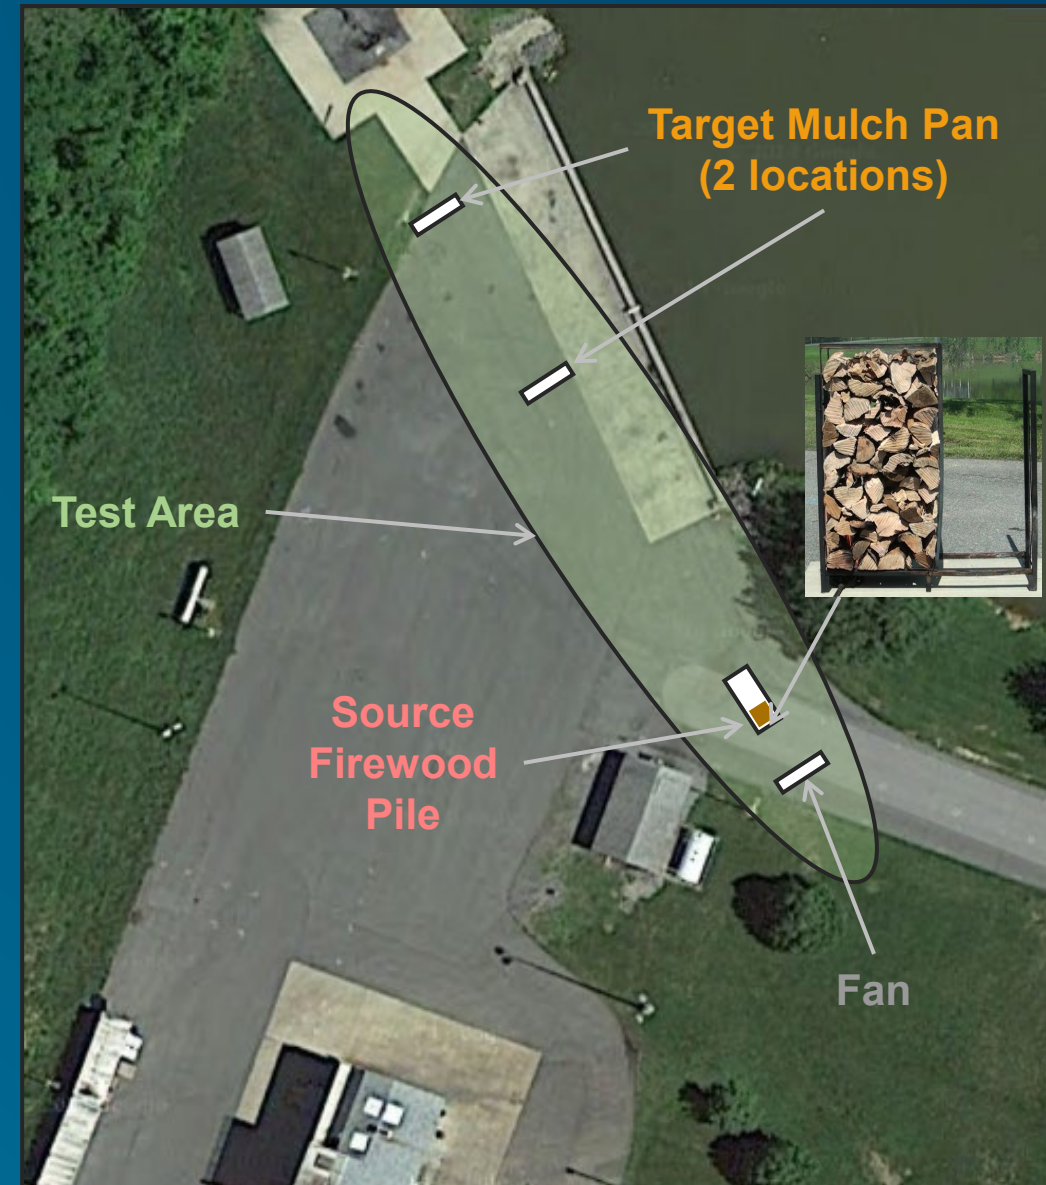 Target Mulch Pan
(2 locations)
Test Area
Source
Firewood
Pile
Fan